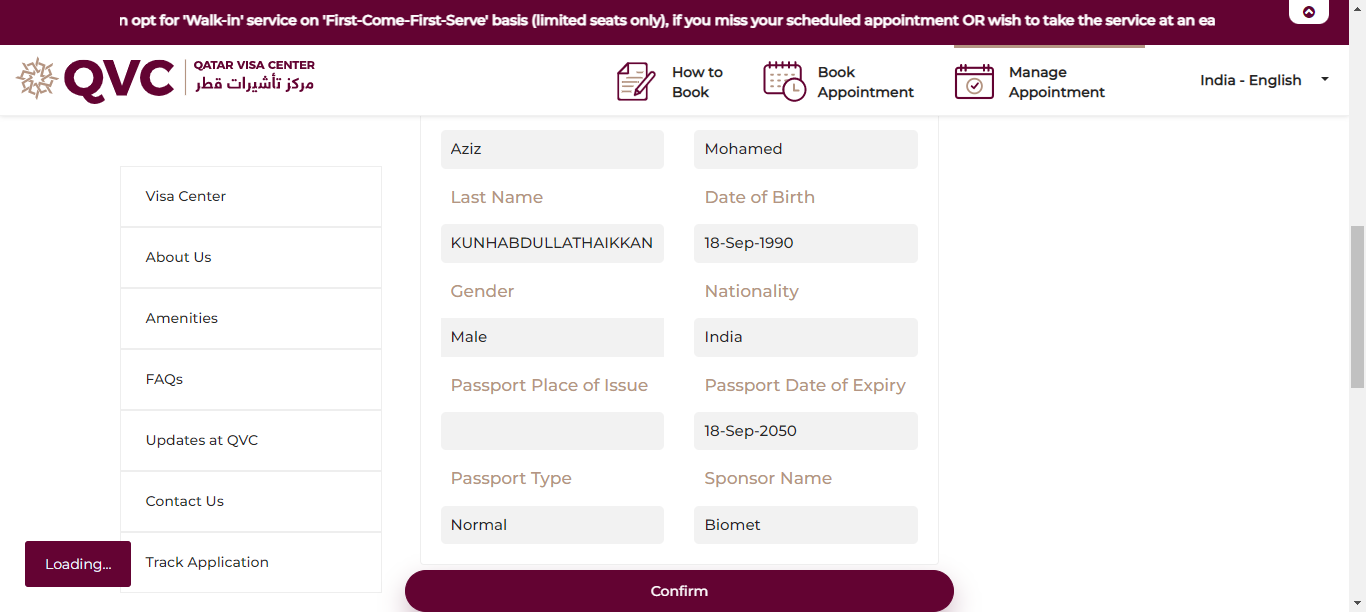 n opt for 'Walk-in' service on 'First-Come-First-Serve' basis (limited seats only), if you miss your scheduled appointment OR wish to take the service at an ea
QVC
QATAR VISA CENTER
مركز تأشيرات قطر
How to
Book
Book
Appointment
Manage
Appointment
India - English
Visa Center
About Us
Amenities
FAQs
Updates at QVC
Contact Us
Track Application
Loading...
Aziz
Mohamed
Last Name
Date of Birth
KUNHABDULLATHAIKKAN
18-Sep-1990
Gender
Nationality
Male
India
Passport Place of Issue
Passport Date of Expiry
18-Sep-2050
Passport Type
Sponsor Name
Normal
Biomet
Confirm